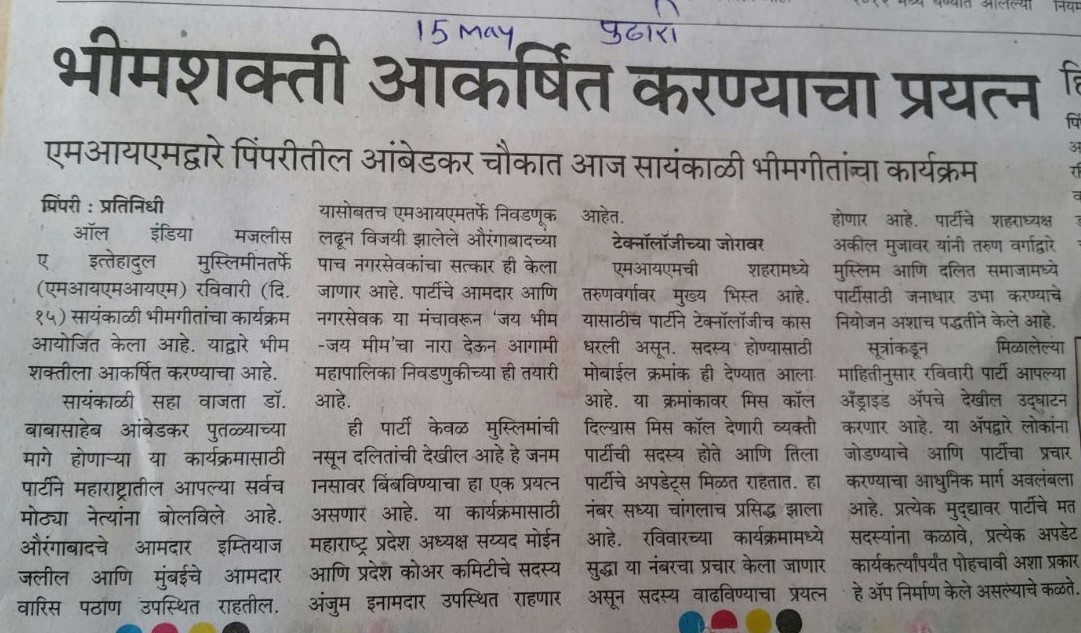 २०१२ मध्ये घेण्यात आलेल्या
15 May पुढारी
भीमशक्ती आकर्षित करण्याचा प्रयत्न
एमआयएमद्वारे पिंपरीतील आंबेडकर चौकात आज सायंकाळी भीमगीतांचा कार्यक्रम
पिंपरी : प्रतिनिधी
ऑल इंडिया मजलीस
ए इत्तेहादुल मुस्लिमीनतर्फे
(एमआयएमआयएम) रविवारी (दि.
१५) सायंकाळी भीमगीतांचा कार्यक्रम
आयोजित केला आहे. याद्वारे भीम
शक्तीला आकर्षित करण्याचा आहे.
सायंकाळी सहा वाजता डॉ.
बाबासाहेब आंबेडकर पुतळ्याच्या
मागे होणाऱ्या या कार्यक्रमासाठी
पार्टीने महाराष्ट्रातील आपल्या सर्वच
मोठ्या नेत्यांना बोलविले आहे.
औरंगाबादचे आमदार इम्तियाज
जलील आणि मुंबईचे आमदार
वारिस पठाण उपस्थित राहतील.
यासोबतच एमआयएमतर्फे निवडणूक
लढून विजयी झालेले औरंगाबादच्या
पाच नगरसेवकांचा सत्कार ही केला
जाणार आहे. पार्टीचे आमदार आणि
नगरसेवक या मंचावरून 'जय भीम
-जय मीम'चा नारा देऊन आगामी
महापालिका निवडणुकीच्या ही तयारी
आहे.
ही पार्टी केवळ मुस्लिमांची
नसून दलितांची देखील आहे हे जनम
ानसावर बिंबविण्याचा हा एक प्रयत्न
असणार आहे. या कार्यक्रमासाठी
महाराष्ट्र प्रदेश अध्यक्ष सय्यद मोईन
आणि प्रदेश कोअर कमिटीचे सदस्य
अंजुम इनामदार उपस्थित राहणार
आहेत.
टेक्नॉलॉजीच्या जोरावर
एमआयएमची शहरामध्ये
तरुणवर्गावर मुख्य भिस्त आहे.
यासाठीच पार्टीने टेक्नॉलॉजीच कास
धरली असून. सदस्य होण्यासाठी
मोबाईल क्रमांक ही देण्यात आला
आहे. या क्रमांकावर मिस कॉल
दिल्यास मिस कॉल देणारी व्यक्ती
पार्टीची सदस्य होते आणि तिला
पार्टीचे अपडेट्स मिळत राहतात. हा
नंबर सध्या चांगलाच प्रसिद्ध झाला
आहे. रविवारच्या कार्यक्रमामध्ये
सुद्धा या नंबरचा प्रचार केला जाणार
असून सदस्य वाढविण्याचा प्रयत्न
होणार आहे. पार्टीचे शहराध्यक्ष
अकील मुजावर यांनी तरुण वर्गाद्वारे
मुस्लिम आणि दलित समाजामध्ये
पार्टीसाठी जनाधार उभा करण्याचे
नियोजन अशाच पद्धतीने केले आहे.
सूत्रांकडून मिळालेल्या
माहितीनुसार रविवारी पार्टी आपल्या
अँड्राइड अ‍ॅपचे देखील उद्घाटन
करणार आहे. या अ‍ॅपद्वारे लोकांना
जोडण्याचे आणि पार्टीचा प्रचार
करण्याचा आधुनिक मार्ग अवलंबला
आहे. प्रत्येक मुद्द्यावर पार्टीचे मत
सदस्यांना कळावे, प्रत्येक अपडेट
कार्यकर्त्यांपर्यंत पोहचावी अशा प्रकार
हे अ‍ॅप निर्माण केले असल्याचे कळते.